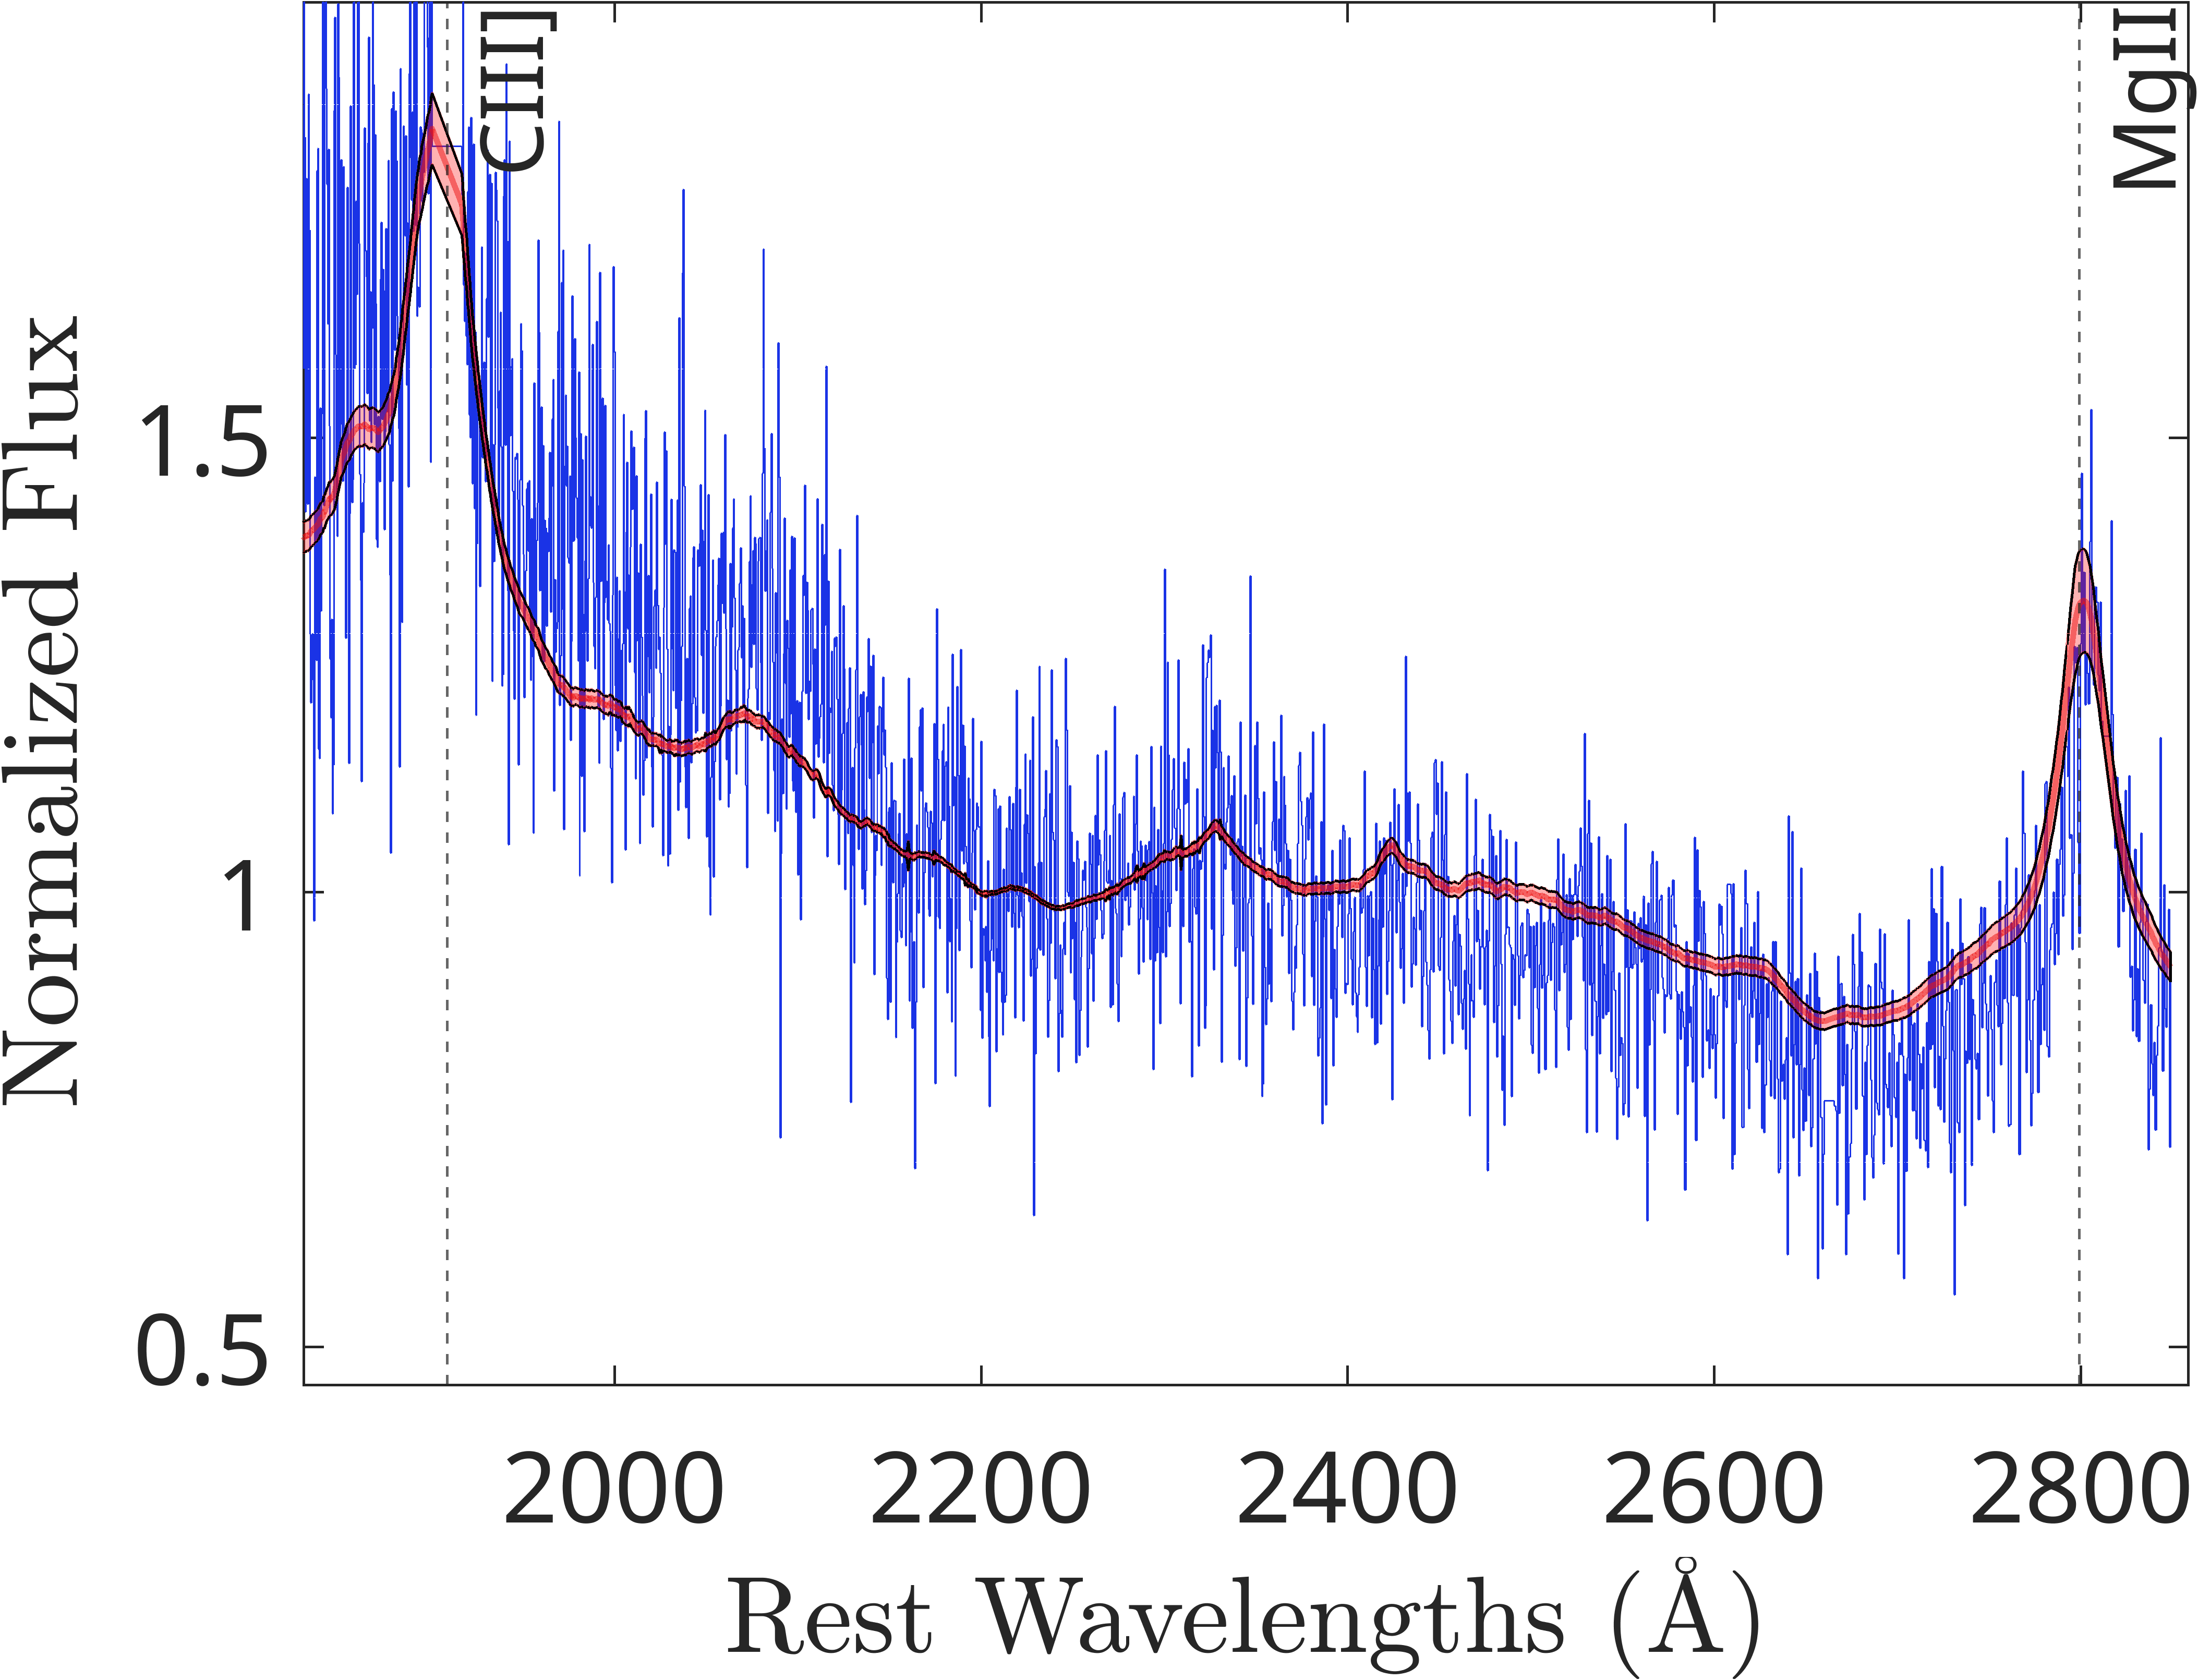 CIII]
MgII
Normalized Flux
1.5
1
0.5
2000 2200 2400 2600 2800
Rest Wavelengths (Å)